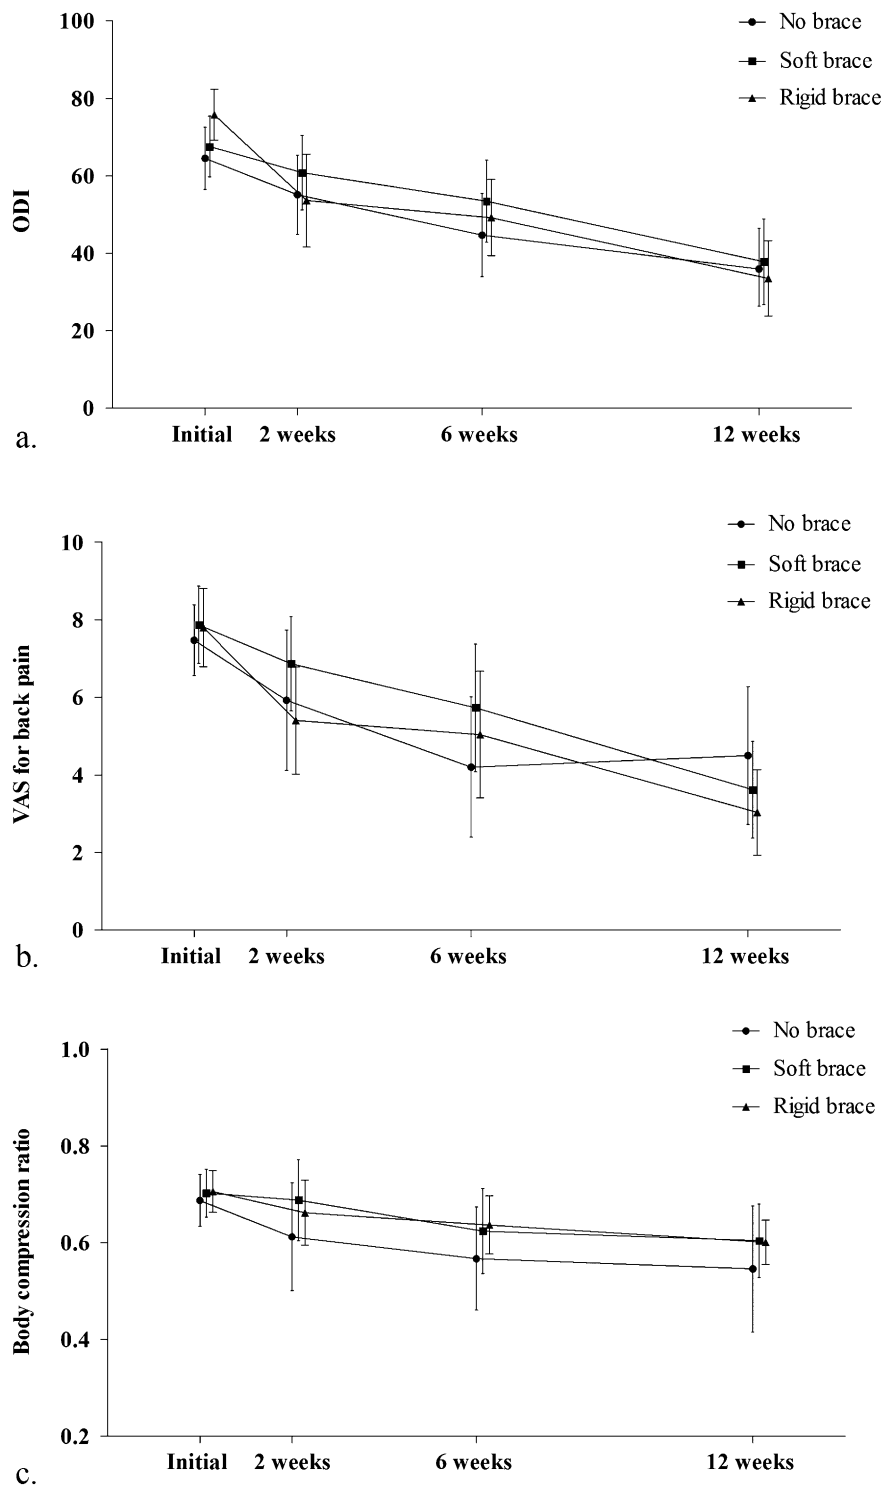 100
80
60
40
20
0
ODI
No brace
Soft brace
Rigid brace
Initial 2 weeks 6 weeks 12 weeks
a.
10
8
6
4
2
0
VAS for back pain
No brace
Soft brace
Rigid brace
Initial 2 weeks 6 weeks 12 weeks
b.
1.0
0.8
0.6
0.4
0.2
Body compression ratio
No brace
Soft brace
Rigid brace
Initial 2 weeks 6 weeks 12 weeks
c.